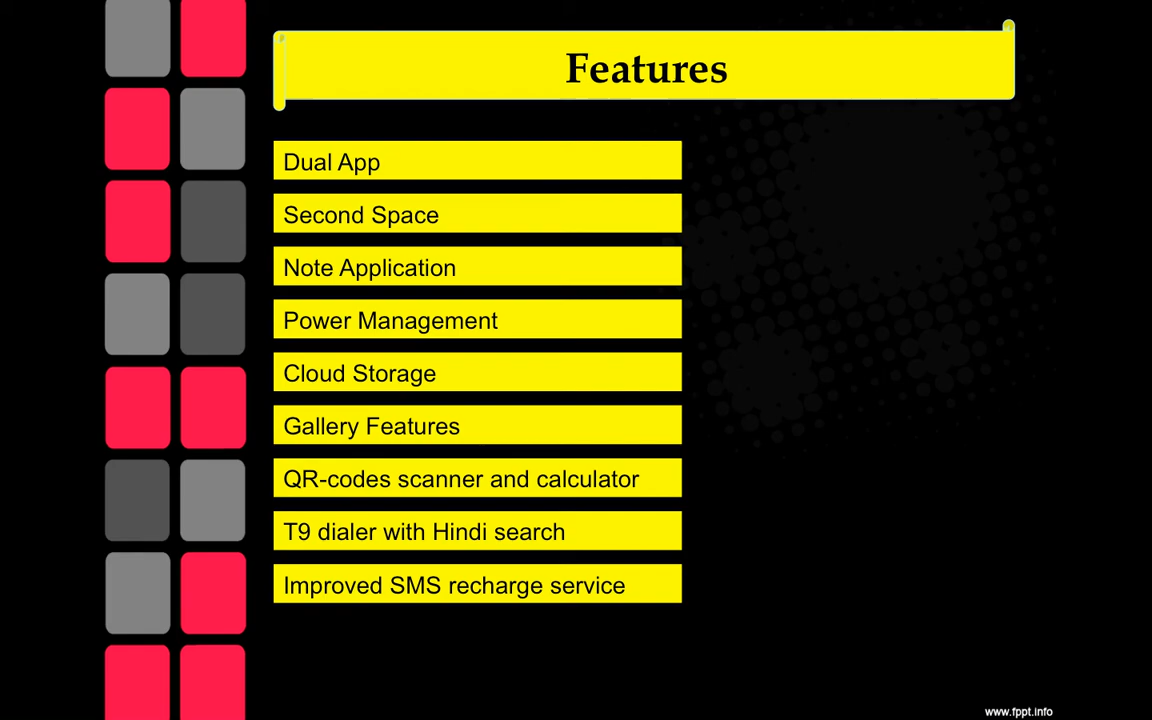 Features
Dual App
Second Space
Note Application
Power Management
Cloud Storage
Gallery Features
QR-codes scanner and calculator
T9 dialer with Hindi search
Improved SMS recharge service
www.fppt.info